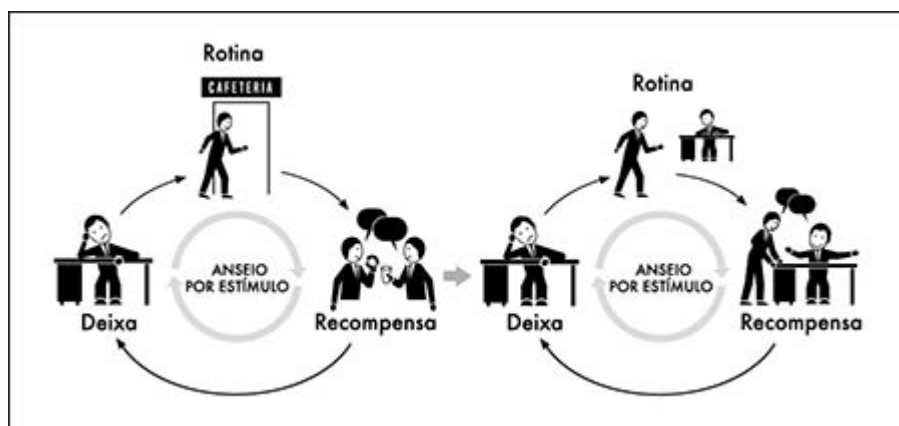 Rotina
CAFETERIA
ANSEIO
POR ESTÍMULO
Deixa
Recompensa
Rotina
ANSEIO
POR ESTÍMULO
Deixa
Recompensa